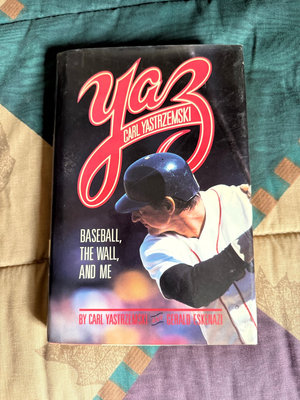 yaz
CARL YASTRZEMSKI
BASEBALL,
THE WALL,
AND ME
BY CARL YASTRZEMSKI GERALD ESKENAZI